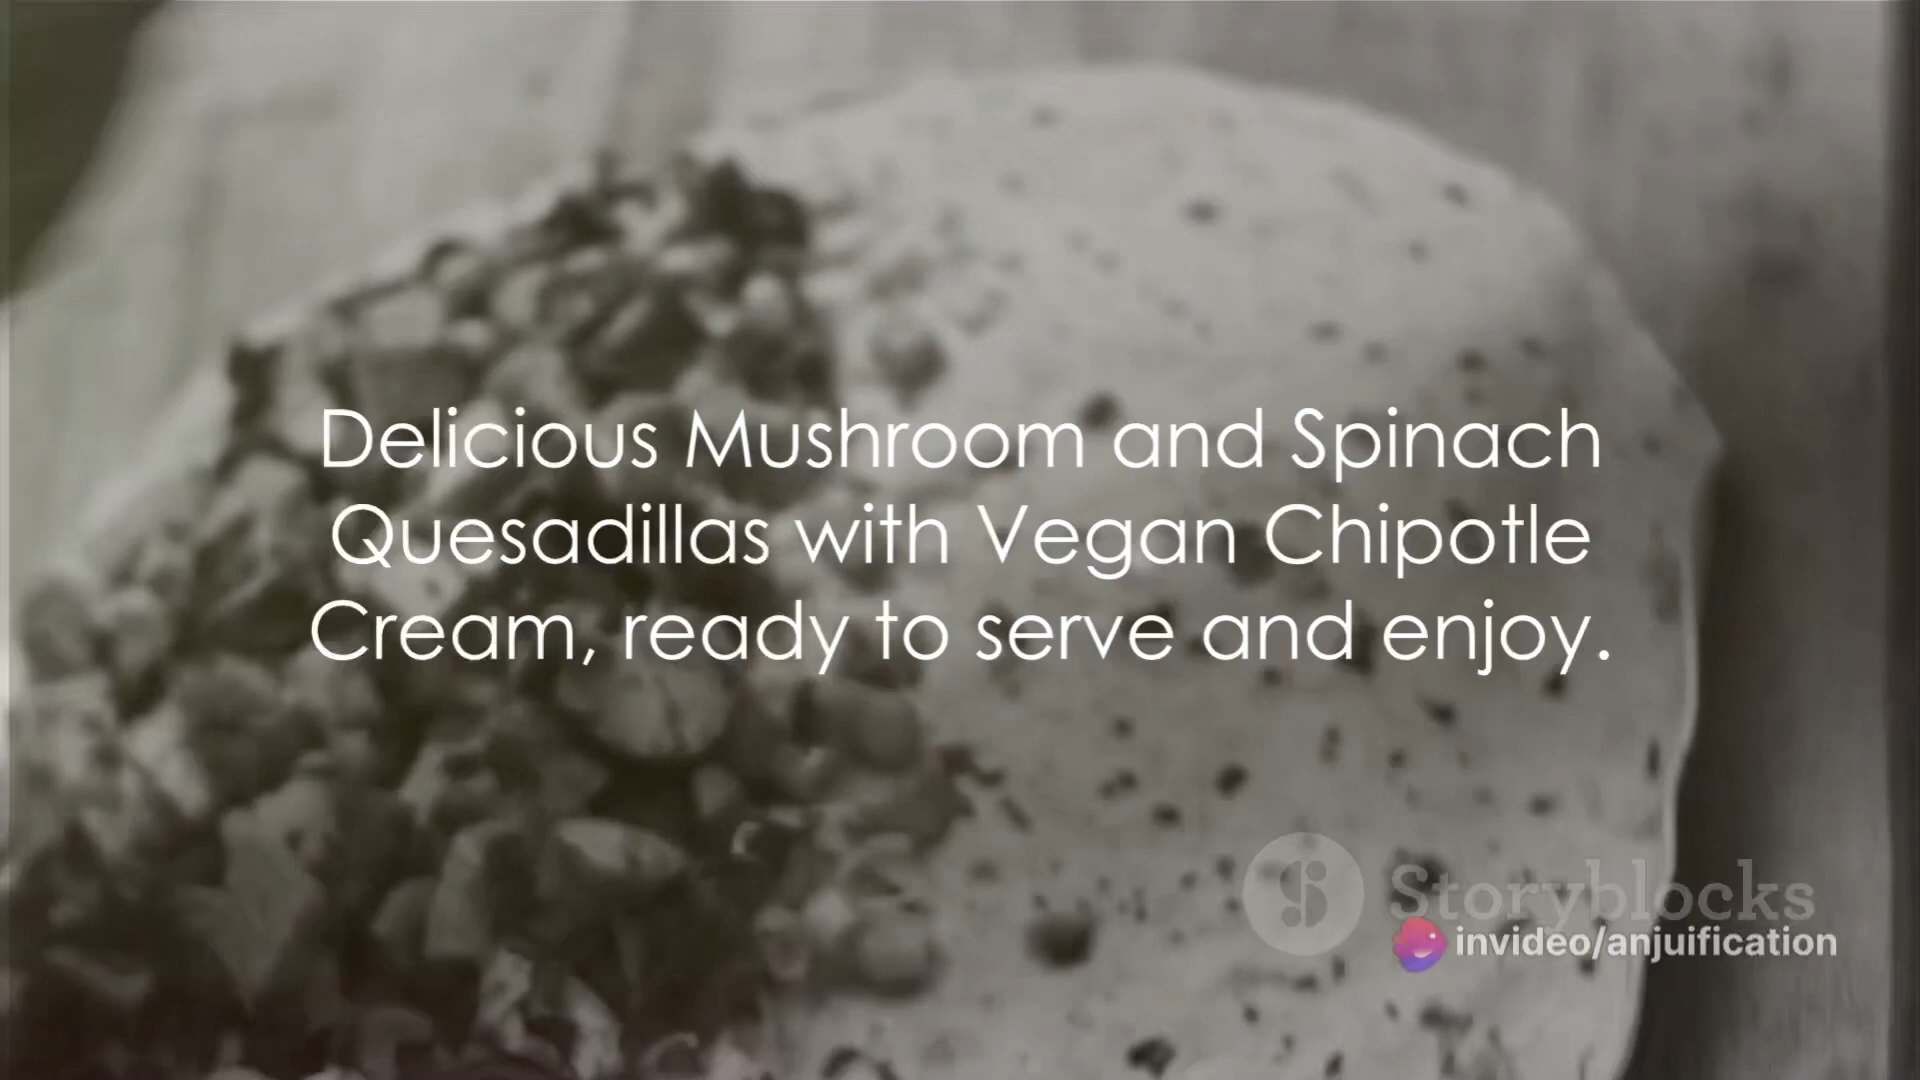 Delicious Mushroom and Spinach
Quesadillas with Vegan Chipotle
Cream, ready to serve and enjoy.
Storyblocks
invideo/anjuification